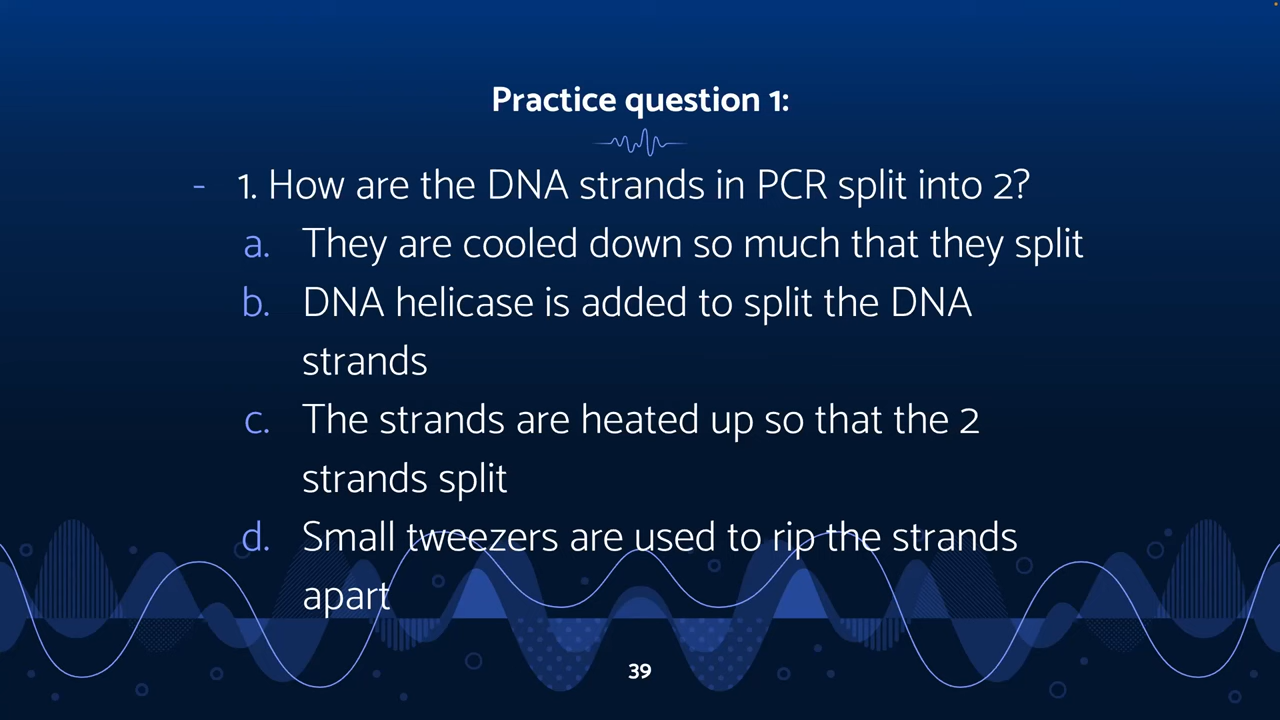 Practice question 1:
- 1. How are the DNA strands in PCR split into 2?
a. They are cooled down so much that they split
b. DNA helicase is added to split the DNA
strands
c. The strands are heated up so that the 2
strands split
d. Small tweezers are used to rip the strands
apart
39